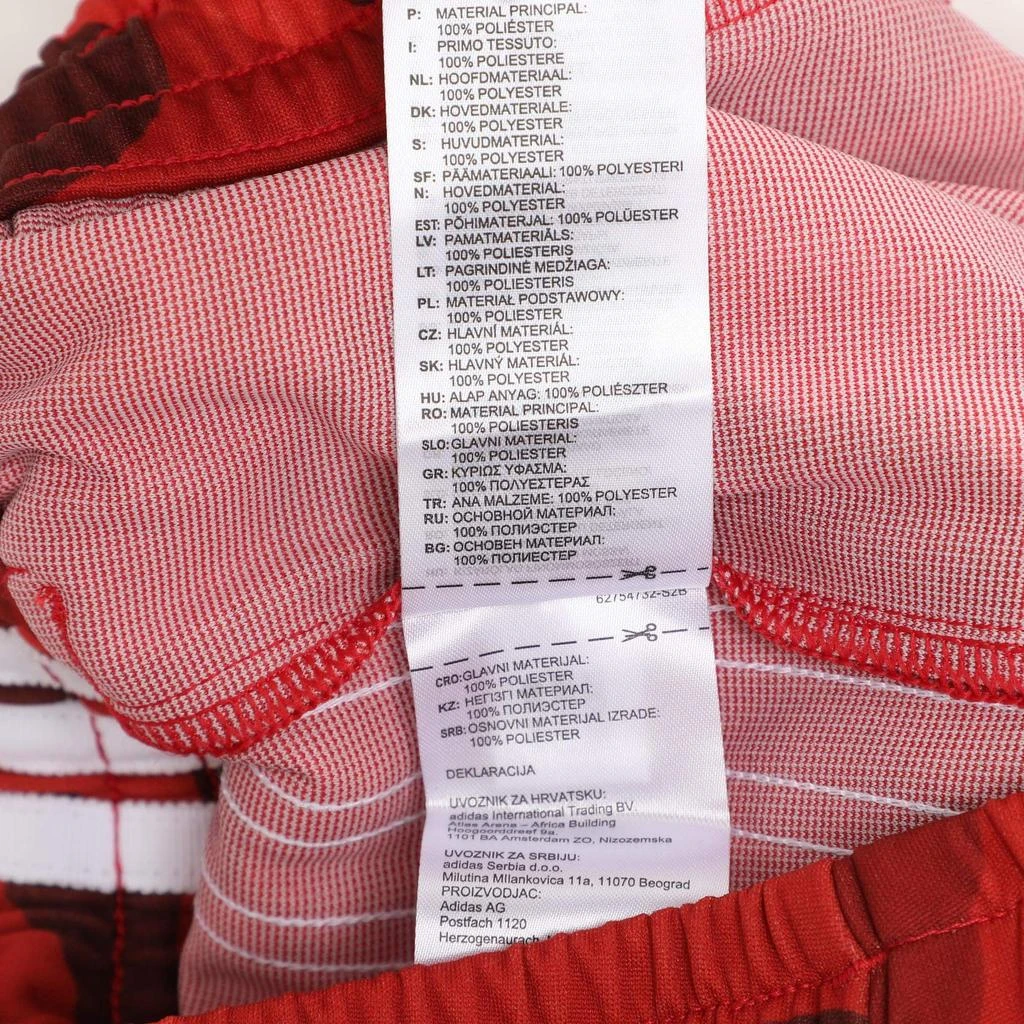 P: MATERIAL PRINCIPAL:
100% POLIÉSTER
I: PRIMO TESSUTO:
100% POLIESTERE
NL: HOOFDMATERIAAL:
100% POLYESTER
DK: HOVEDMATERIALE:
100% POLYESTER
S: HUVUDMATERIAL:
100% POLYESTER
SF: PÄÄMATERIAALI: 100% POLYESTERI
N: HOVEDMATERIAL:
100% POLYESTER
EST: PÕHIMATERJAL: 100% POLÜESTER
LV: PAMATMATERIĀLS:
100% POLIESTERIS
LT: PAGRINDINĖ MEDŽIAGA:
100% POLIESTERIS
PL: MATERIAŁ PODSTAWOWY:
100% POLIESTER
CZ: HLAVNÍ MATERIÁL:
100% POLYESTER
SK: HLAVNÝ MATERIÁL:
100% POLYESTER
HU: ALAP ANYAG: 100% POLIÉSZTER
RO: MATERIAL PRINCIPAL:
100% POLIESTERIS
SLO: GLAVNI MATERIAL:
100% POLIESTER
GR: ΚΥΡΙΩΣ ΥΦΑΣΜΑ:
100% ΠΟΛΥΕΣΤΕΡΑΣ
TR: ANA MALZEME: 100% POLYESTER
RU: ОСНОВНОЙ МАТЕРИАЛ:
100% ПОЛИЭСТЕР
BG: ОСНОВЕН МАТЕРИАЛ:
100% ПОЛИЕСТЕР
62754732-S2B
CRO: GLAVNI MATERIJAL:
100% POLIESTER
KZ: НЕГІЗГІ МАТЕРИАЛ:
100% ПОЛИЭСТЕР
SRB: OSNOVNI MATERIJAL IZRADE:
100% POLIESTER
DEKLARACIJA
UVOZNIK ZA HRVATSKU:
adidas International Trading BV
Atlas Arena – Africa Building
Hoogoorddreef 9a,
1101 BA Amsterdam ZO, Nizozemska
UVOZNIK ZA SRBIJU:
adidas Serbia d.o.o.
Milutina MIlankovica 11a, 11070 Beograd
PROIZVODJAC:
Adidas AG
Postfach 1120
Herzogenaurach